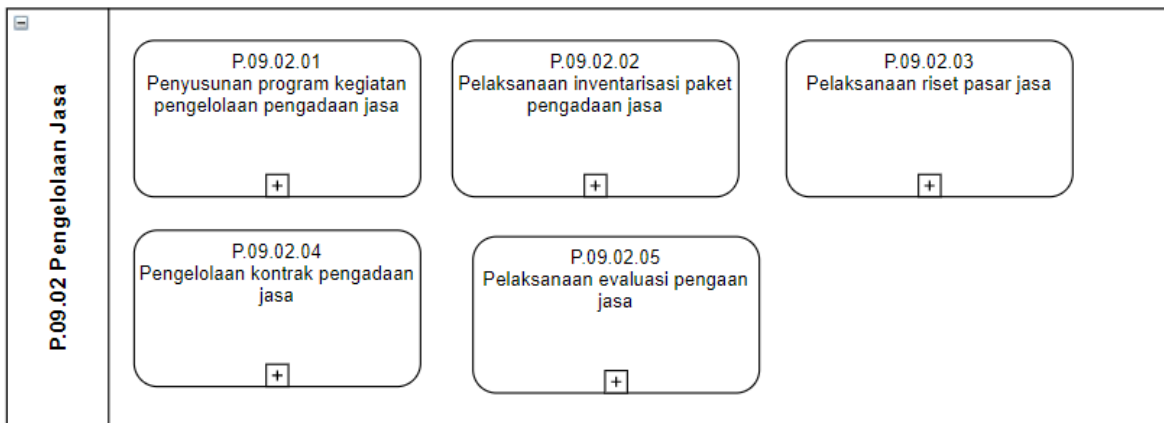 P.09.02 Pengelolaan Jasa
P.09.02.01
Penyusunan program kegiatan
pengelolaan pengadaan jasa
P.09.02.02
Pelaksanaan inventarisasi paket
pengadaan jasa
P.09.02.03
Pelaksanaan riset pasar jasa
P.09.02.04
Pengelolaan kontrak pengadaan
jasa
P.09.02.05
Pelaksanaan evaluasi pengaan
jasa